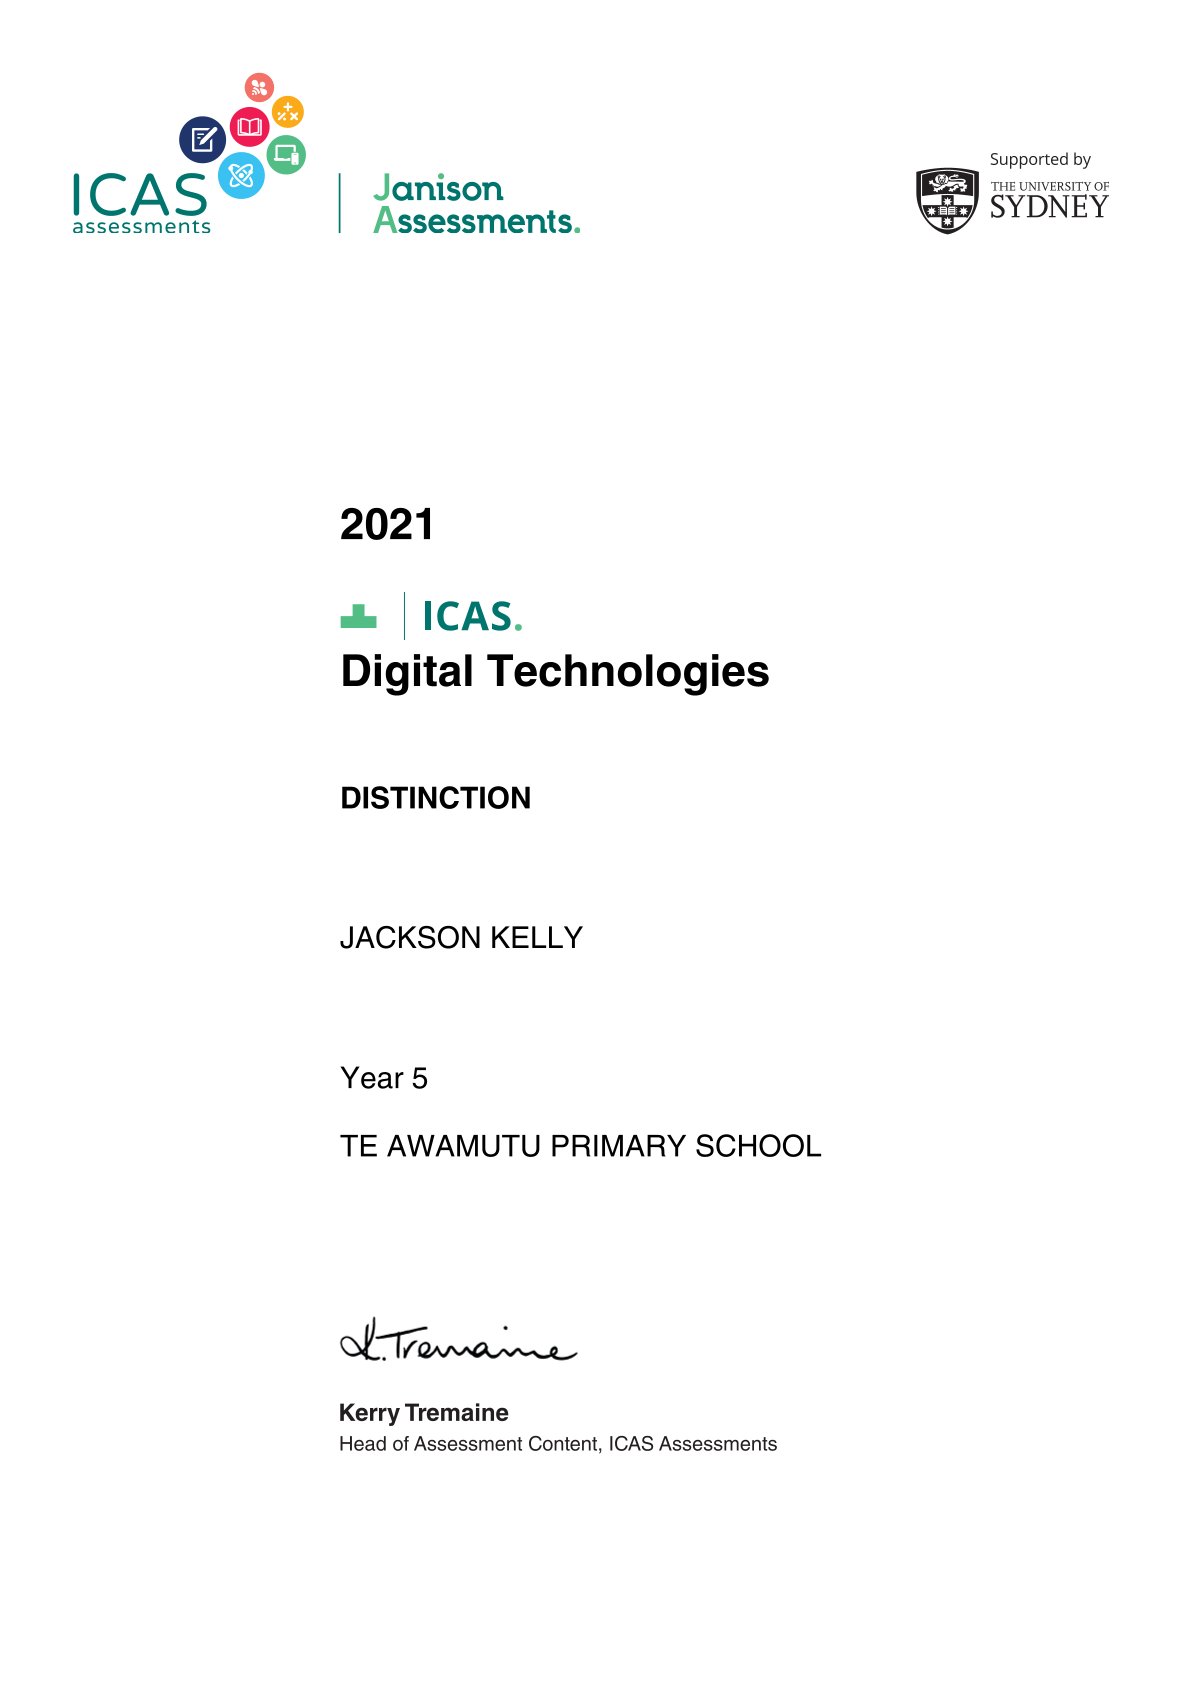 ICAS
assessments
Janison
Assessments.
Supported by
THE UNIVERSITY OF
SYDNEY
2021
ICAS.
Digital Technologies
DISTINCTION
JACKSON KELLY
Year 5
TE AWAMUTU PRIMARY SCHOOL
K.Tremaine
Kerry Tremaine
Head of Assessment Content, ICAS Assessments